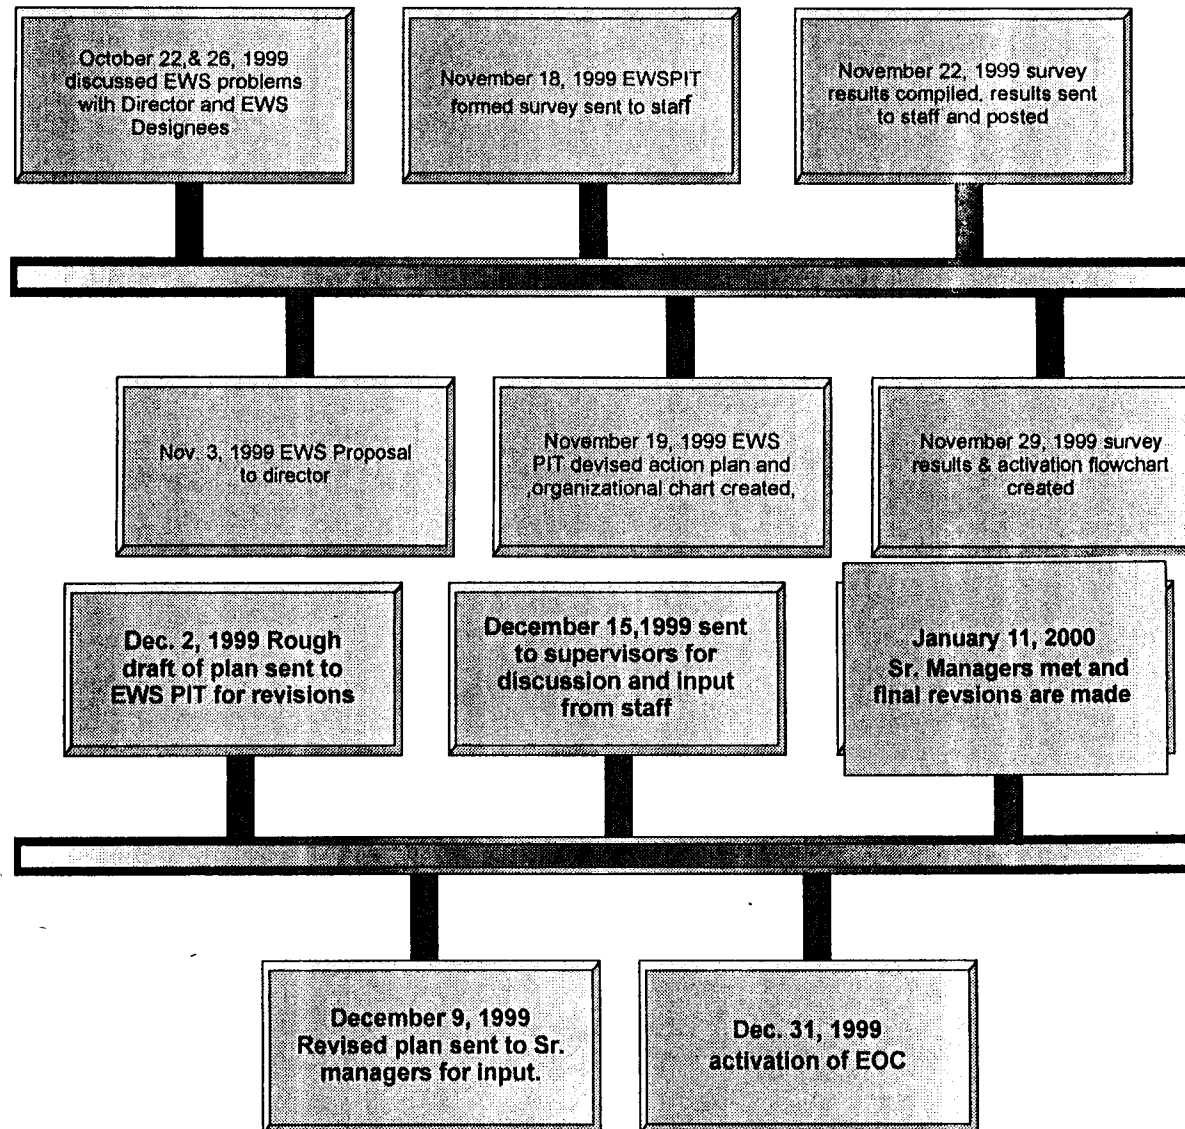 October 22,& 26, 1999
discussed EWS problems
with Director and EWS
Designees
November 18, 1999 EWSPIT
formed survey sent to staff
November 22, 1999 survey
results compiled, results sent
to staff and posted
Nov. 3, 1999 EWS Proposal
to director
November 19, 1999 EWS
PIT devised action plan and
,organizational chart created,
November 29, 1999 survey
results & activation flowchart
created
Dec. 2, 1999 Rough
draft of plan sent to
EWS PIT for revisions
December 15,1999 sent
to supervisors for
discussion and input
from staff
January 11, 2000
Sr. Managers met and
final revsions are made
December 9, 1999
Revised plan sent to Sr.
managers for input.
Dec. 31, 1999
activation of EOC